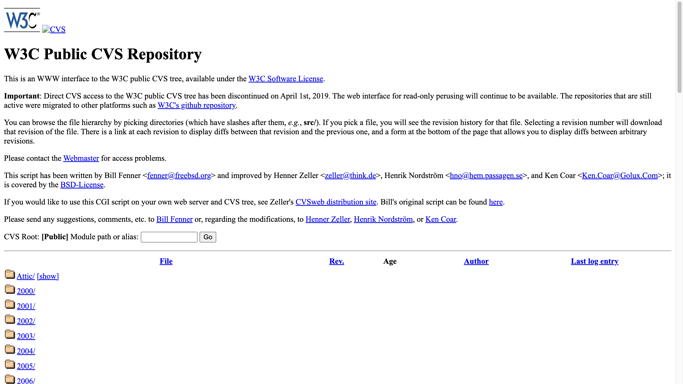 W3C® CVS
W3C Public CVS Repository
This is an WWW interface to the W3C public CVS tree, available under the W3C Software License.
Important: Direct CVS access to the W3C public CVS tree has been discontinued on April 1st, 2019. The web interface for read-only perusing will continue to be available. The repositories that are still
active were migrated to other platforms such as W3C's github repository.
You can browse the file hierarchy by picking directories (which have slashes after them, e.g., src/). If you pick a file, you will see the revision history for that file. Selecting a revision number will download
that revision of the file. There is a link at each revision to display diffs between that revision and the previous one, and a form at the bottom of the page that allows you to display diffs between arbitrary
revisions.
Please contact the Webmaster for access problems.
This script has been written by Bill Fenner <fenner@freebsd.org> and improved by Henner Zeller <zeller@think.de>, Henrik Nordström <hno@hem.passagen.se>, and Ken Coar <Ken.Coar@Golux.Com>; it
is covered by the BSD-License.
If you would like to use this CGI script on your own web server and CVS tree, see Zeller's CVSweb distribution site. Bill's original script can be found here.
Please send any suggestions, comments, etc. to Bill Fenner or, regarding the modifications, to Henner Zeller, Henrik Nordström, or Ken Coar.
CVS Root: [Public] Module path or alias: Go
File Rev. Age Author Last log entry
Attic/ [show]
2000/
2001/
2002/
2003/
2004/
2005/
2006/